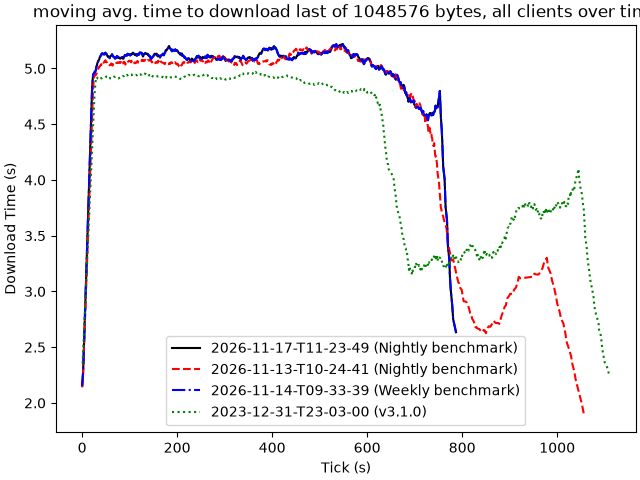 moving avg. time to download last of 1048576 bytes, all clients over tin
5.0
4.5
4.0
3.5
3.0
2.5
2.0
Download Time (s)
2026-11-17-T11-23-49 (Nightly benchmark)
2026-11-13-T10-24-41 (Nightly benchmark)
2026-11-14-T09-33-39 (Weekly benchmark)
2023-12-31-T23-03-00 (v3.1.0)
0 200 400 600 800 1000
Tick (s)